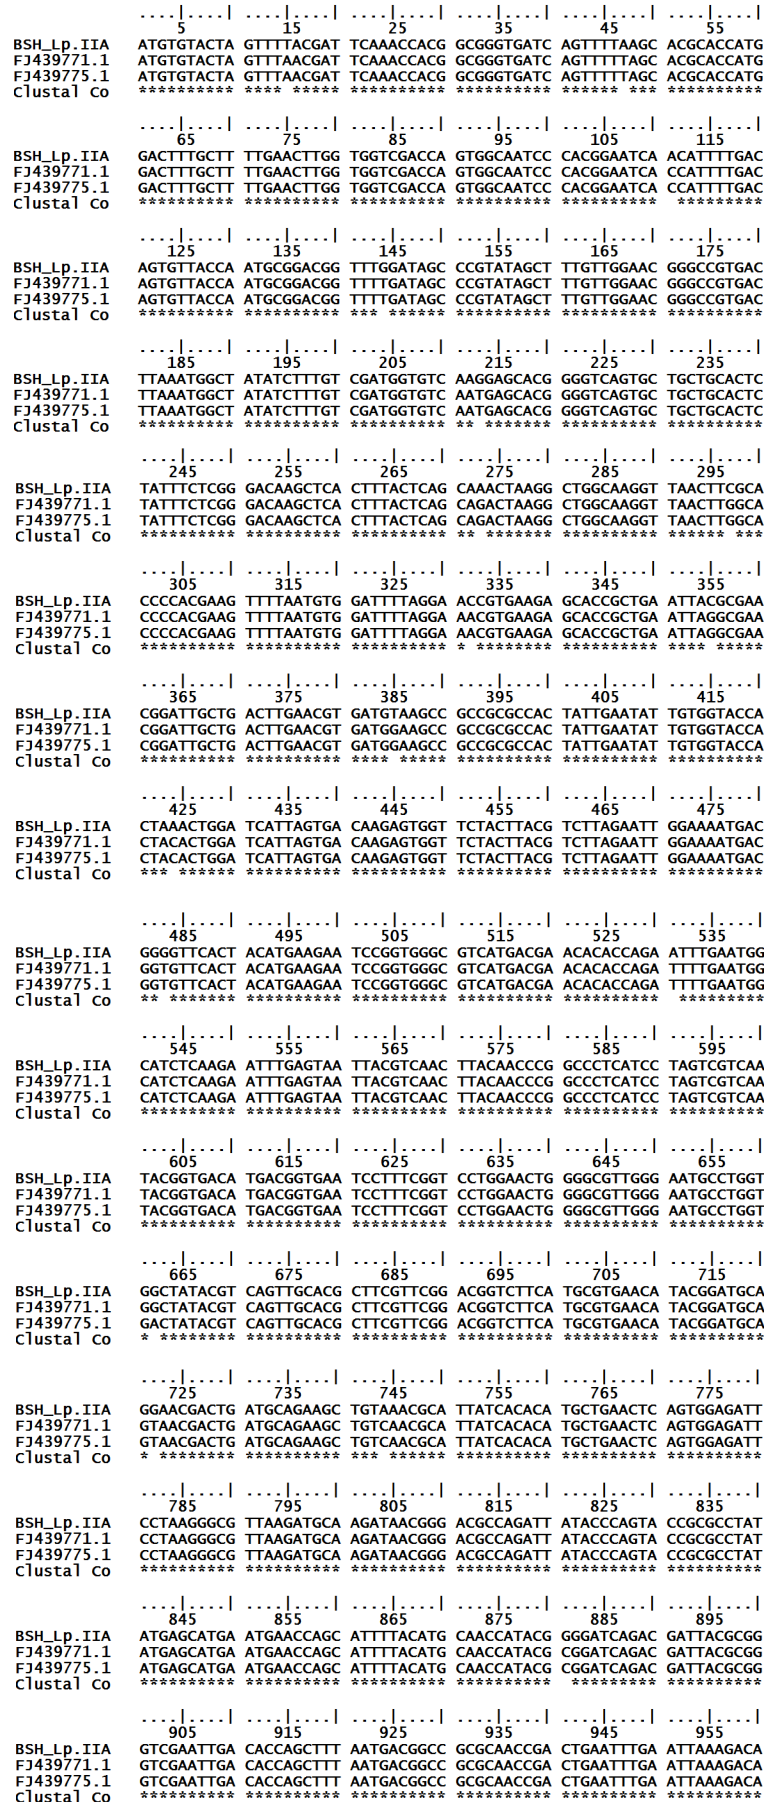 ....|....| ....|....| ....|....| ....|....| ....|....| ....|....|
5 15 25 35 45 55
BSH_Lp.IIA ATGTGTACTA GTTTTACGAT TCAAACCACG GCGGGTGATC AGTTTTAAGC ACGCACCATG
FJ439771.1 ATGTGTACTA GTTTAACGAT TCAAACCACG GCGGGTGATC AGTTTTTAGC ACGCACCATG
FJ439775.1 ATGTGTACTA GTTTAACGAT TCAAACCACG GCGGGTGATC AGTTTTTAGC ACGCACCATG
Clustal Co ********** **** ***** ********** ********** ****** *** **********
....|....| ....|....| ....|....| ....|....| ....|....| ....|....|
65 75 85 95 105 115
BSH_Lp.IIA GACTTTGCTT TTGAACTTGG TGGTCGACCA GTGGCAATCC CACGGAATCA ACATTTTGAC
FJ439771.1 GACTTTGCTT TTGAACTTGG TGGTCGACCA GTGGCAATCC CACGGAATCA CCATTTTGAC
FJ439775.1 GACTTTGCTT TTGAACTTGG TGGTCGACCA GTGGCAATCC CACGGAATCA CCATTTTGAC
Clustal Co ********** ********** ********** ********** ********** *********
....|....| ....|....| ....|....| ....|....| ....|....| ....|....|
125 135 145 155 165 175
BSH_Lp.IIA AGTGTTACCA ATGCGGACGG TTTGGATAGC CCGTATAGCT TTGTTGGAAC GGGCCGTGAC
FJ439771.1 AGTGTTACCA ATGCGGACGG TTTTGATAGC CCGTATAGCT TTGTTGGAAC GGGCCGTGAC
FJ439775.1 AGTGTTACCA ATGCGGACGG TTTTGATAGC CCGTATAGCT TTGTTGGAAC GGGCCGTGAC
Clustal Co ********** ********** *** ****** ********** ********** **********
....|....| ....|....| ....|....| ....|....| ....|....| ....|....|
185 195 205 215 225 235
BSH_Lp.IIA TTAAATGGCT ATATCTTTGT CGATGGTGTC AAGGAGCACG GGGTCAGTGC TGCTGCACTC
FJ439771.1 TTAAATGGCT ATATCTTTGT CGATGGTGTC AATGAGCACG GGGTCAGTGC TGCTGCACTC
FJ439775.1 TTAAATGGCT ATATCTTTGT CGATGGTGTC AATGAGCACG GGGTCAGTGC TGCTGCACTC
Clustal Co ********** ********** ********** ** ******* ********** **********
....|....| ....|....| ....|....| ....|....| ....|....| ....|....|
245 255 265 275 285 295
BSH_Lp.IIA TATTTCTCGG GACAAGCTCA CTTTACTCAG CAAACTAAGG CTGGCAAGGT TAACTTCGCA
FJ439771.1 TATTTCTCGG GACAAGCTCA CTTTACTCAG CAGACTAAGG CTGGCAAGGT TAACTTGGCA
FJ439775.1 TATTTCTCGG GACAAGCTCA CTTTACTCAG CAGACTAAGG CTGGCAAGGT TAACTTGGCA
Clustal Co ********** ********** ********** ** ******* ********** ****** ***
....|....| ....|....| ....|....| ....|....| ....|....| ....|....|
305 315 325 335 345 355
BSH_Lp.IIA CCCCACGAAG TTTTTAATGTG GATTTTAGGA ACCGTGAAGA GCACCGCTGA ATTACGCGAA
FJ439771.1 CCCCACGAAG TTTTTAATGTG GATTTTAGGA AACGTGAAGA GCACCGCTGA ATTAGGCGAA
FJ439775.1 CCCCACGAAG TTTTTAATGTG GATTTTAGGA AACGTGAAGA GCACCGCTGA ATTAGGCGAA
Clustal Co ********** ********** ********** * ******** ********** **** *****
....|....| ....|....| ....|....| ....|....| ....|....| ....|....|
365 375 385 395 405 415
BSH_Lp.IIA CGGATTGCTG ACTTGAACGT GATGTAAGCC GCCGCGCCAC TATTGAATAT TGTGGTACCA
FJ439771.1 CGGATTGCTG ACTTGAACGT GATGGAAGCC GCCGCGCCAC TATTGAATAT TGTGGTACCA
FJ439775.1 CGGATTGCTG ACTTGAACGT GATGGAAGCC GCCGCGCCAC TATTGAATAT TGTGGTACCA
Clustal Co ********** ********** **** ***** ********** ********** **********
....|....| ....|....| ....|....| ....|....| ....|....| ....|....|
425 435 445 455 465 475
BSH_Lp.IIA CTAAACTGGA TCATTAGTGA CAAGAGTGGT TCTACTTACG TCTTAGAATT GGAAAATGAC
FJ439771.1 CTACACTGGA TCATTAGTGA CAAGAGTGGT TCTACTTACG TCTTAGAATT GGAAAATGAC
FJ439775.1 CTACACTGGA TCATTAGTGA CAAGAGTGGT TCTACTTACG TCTTAGAATT GGAAAATGAC
Clustal Co *** ****** ********** ********** ********** ********** **********
....|....| ....|....| ....|....| ....|....| ....|....| ....|....|
485 495 505 515 525 535
BSH_Lp.IIA GGGGTTCACT ACATGAAGAA TCCGGTGGGC GTCATGACGA ACACACCAGA ATTTGAATGG
FJ439771.1 GGTGTTCACT ACATGAAGAA TCCGGTGGGC GTCATGACGA ACACACCAGA TTTTGAATGG
FJ439775.1 GGTGTTCACT ACATGAAGAA TCCGGTGGGC GTCATGACGA ACACACCAGA TTTTGAATGG
Clustal Co ** ******* ********** ********** ********** ********** *********
....|....| ....|....| ....|....| ....|....| ....|....| ....|....|
545 555 565 575 585 595
BSH_Lp.IIA CATCTCAAGA ATTTGAGTAA TTACGTCAAC TTACAACCCG GCCCTCATCC TAGTCGTCAA
FJ439771.1 CATCTCAAGA ATTTGAGTAA TTACGTCAAC TTACAACCCG GCCCTCATCC TAGTCGTCAA
FJ439775.1 CATCTCAAGA ATTTGAGTAA TTACGTCAAC TTACAACCCG GCCCTCATCC TAGTCGTCAA
Clustal Co ********** ********** ********** ********** ********** **********
....|....| ....|....| ....|....| ....|....| ....|....| ....|....|
605 615 625 635 645 655
BSH_Lp.IIA TACGGTGACA TGACGGTGAA TCCTTTCGGT CCTGGAACTG GGGCGTTGGG AATGCCTGGT
FJ439771.1 TACGGTGACA TGACGGTGAA TCCTTTCGGT CCTGGAACTG GGGCGTTGGG AATGCCTGGT
FJ439775.1 TACGGTGACA TGACGGTGAA TCCTTTCGGT CCTGGAACTG GGGCGTTGGG AATGCCTGGT
Clustal Co ********** ********** ********** ********** ********** **********
....|....| ....|....| ....|....| ....|....| ....|....| ....|....|
665 675 685 695 705 715
BSH_Lp.IIA GGCTATACGT CAGTTGCACG CTTCGTTCGG ACGGTCTTCA TGCGTGAACA TACGGATGCA
FJ439771.1 GGCTATACGT CAGTTGCACG CTTCGTTCGG ACGGTCTTCA TGCGTGAACA TACGGATGCA
FJ439775.1 GACTATACGT CAGTTGCACG CTTCGTTCGG ACGGTCTTCA TGCGTGAACA TACGGATGCA
Clustal Co * ******** ********** ********** ********** ********** **********
....|....| ....|....| ....|....| ....|....| ....|....| ....|....|
725 735 745 755 765 775
BSH_Lp.IIA GGAACGACTG ATGCAGAAGC TGTAAACGCA TTATCACACA TGCTGAACTC AGTGGAGATT
FJ439771.1 GTAACGACTG ATGCAGAAGC TGTCAACGCA TTATCACACA TGCTGAACTC AGTGGAGATT
FJ439775.1 GTAACGACTG ATGCAGAAGC TGTCAACGCA TTATCACACA TGCTGAACTC AGTGGAGATT
Clustal Co * ******** ********** *** ****** ********** ********** **********
....|....| ....|....| ....|....| ....|....| ....|....| ....|....|
785 795 805 815 825 835
BSH_Lp.IIA CCTAAGGGCG TTAAGATGCA AGATAACGGG ACGCCAGATT ATACCCAGTA CCGCGCCTAT
FJ439771.1 CCTAAGGGCG TTAAGATGCA AGATAACGGG ACGCCAGATT ATACCCAGTA CCGCGCCTAT
FJ439775.1 CCTAAGGGCG TTAAGATGCA AGATAACGGG ACGCCAGATT ATACCCAGTA CCGCGCCTAT
Clustal Co ********** ********** ********** ********** ********** **********
....|....| ....|....| ....|....| ....|....| ....|....| ....|....|
845 855 865 875 885 895
BSH_Lp.IIA ATGAGCATGA ATGAACCAGC ATTTTACATG CAACCATACG GGGATCAGAC GATTACGCGG
FJ439771.1 ATGAGCATGA ATGAACCAGC ATTTTACATG CAACCATACG CGGATCAGAC GATTACGCGG
FJ439775.1 ATGAGCATGA ATGAACCAGC ATTTTACATG CAACCATACG CGGATCAGAC GATTACGCGG
Clustal Co ********** ********** ********** ********** ********* **********
....|....| ....|....| ....|....| ....|....| ....|....| ....|....|
905 915 925 935 945 955
BSH_Lp.IIA GTCGAATTGA CACCAGCTTT AATGACGGCC GCGCAACCGA CTGAATTTGA ATTAAAGACA
FJ439771.1 GTCGAATTGA CACCAGCTTT AATGACGGCC GCGCAACCGA CTGAATTTGA ATTAAAGACA
FJ439775.1 GTCGAATTGA CACCAGCTTT AATGACGGCC GCGCAACCGA CTGAATTTGA ATTAAAGACA
Clustal Co ********** ********** ********** ********** ********** **********